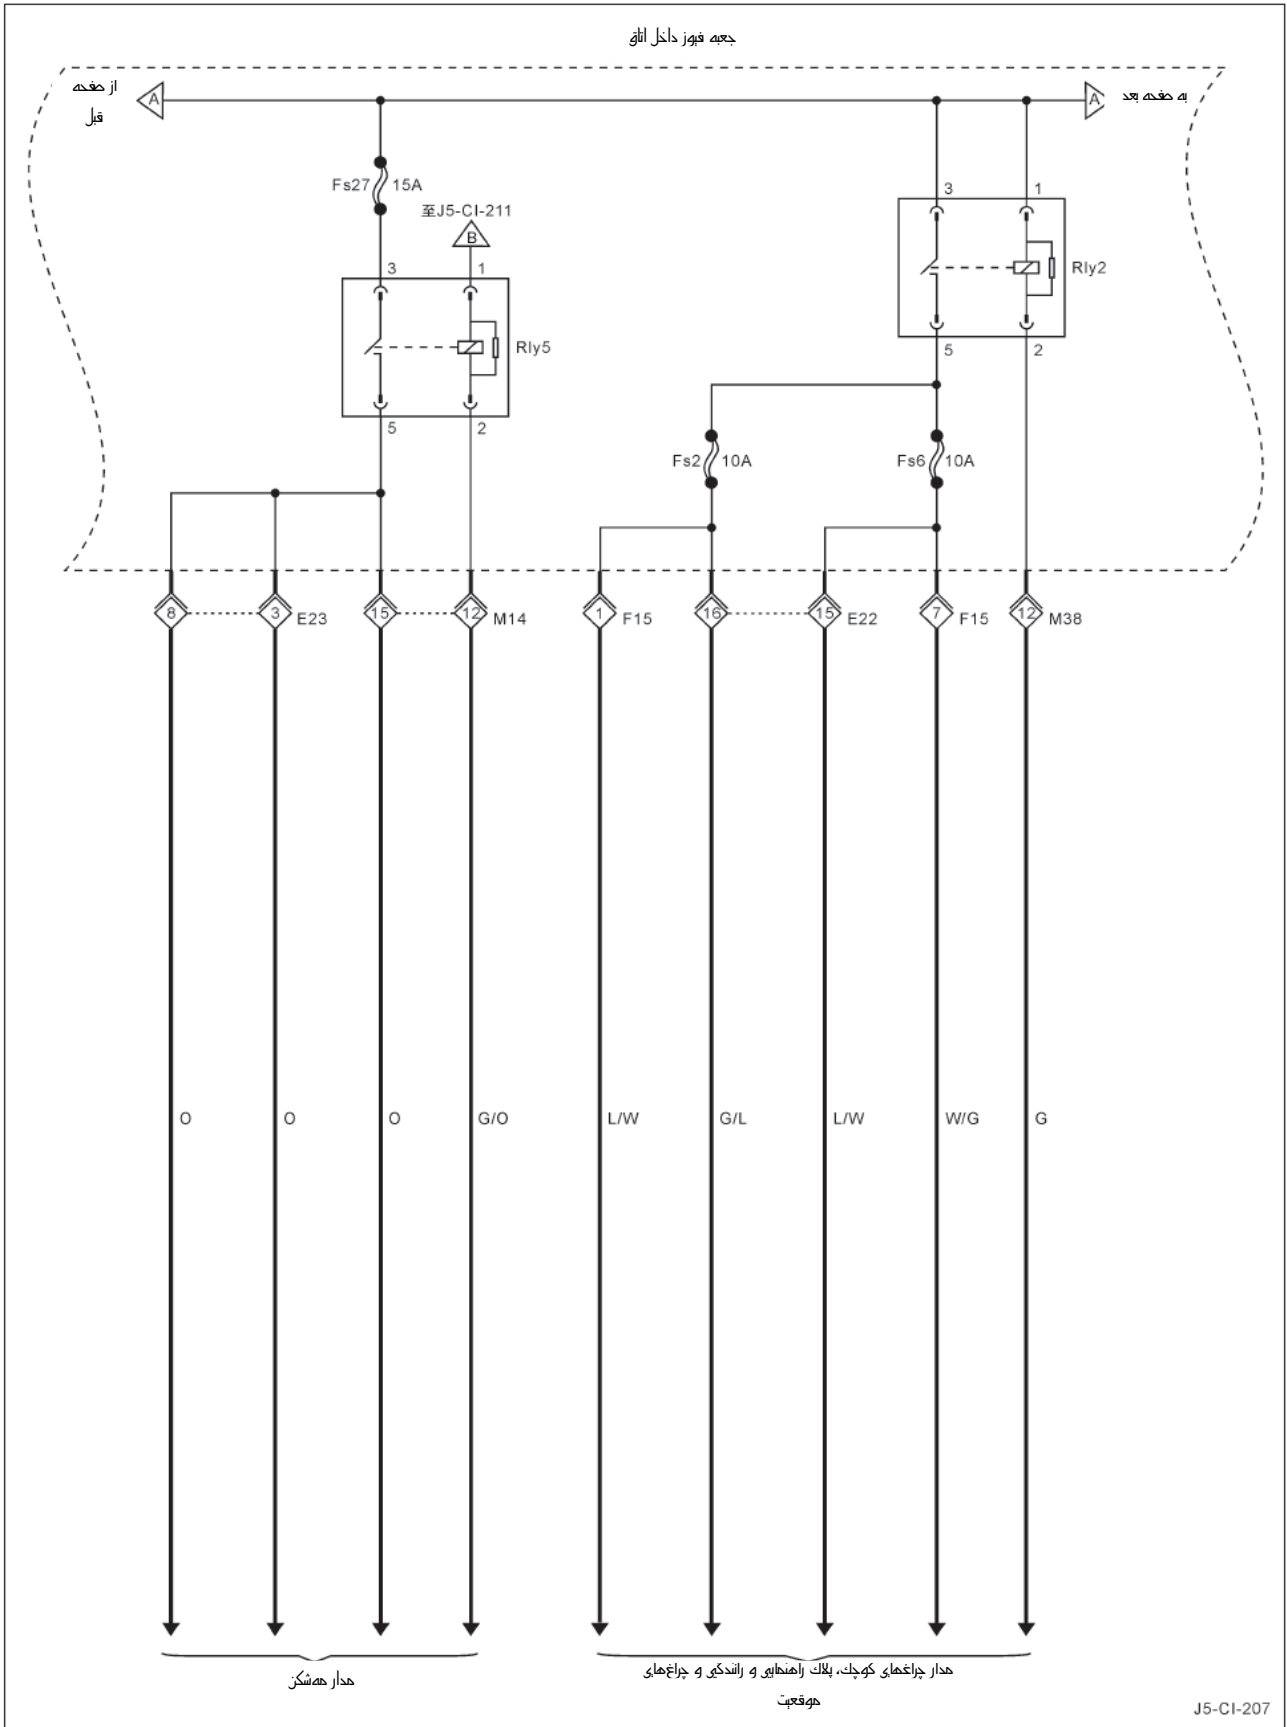 جعبه فیوز داخل اتاق
از صفحه
قبل
A
A
به صفحه بعد
Fs27 15A
至J5-CI-211
B
3 1
3 1
Rly2
Rly5
5 2
5 2
Fs2 10A
Fs6 10A
8 3 E23 15 12 M14 1 F15 16 15 E22 7 F15 12 M38
O O O G/O L/W G/L L/W W/G G
مدار مه‌شکن
مدار چراغهای کوچک، پلاک راهنمایی و رانندگی و چراغهای
موقعیت
J5-CI-207